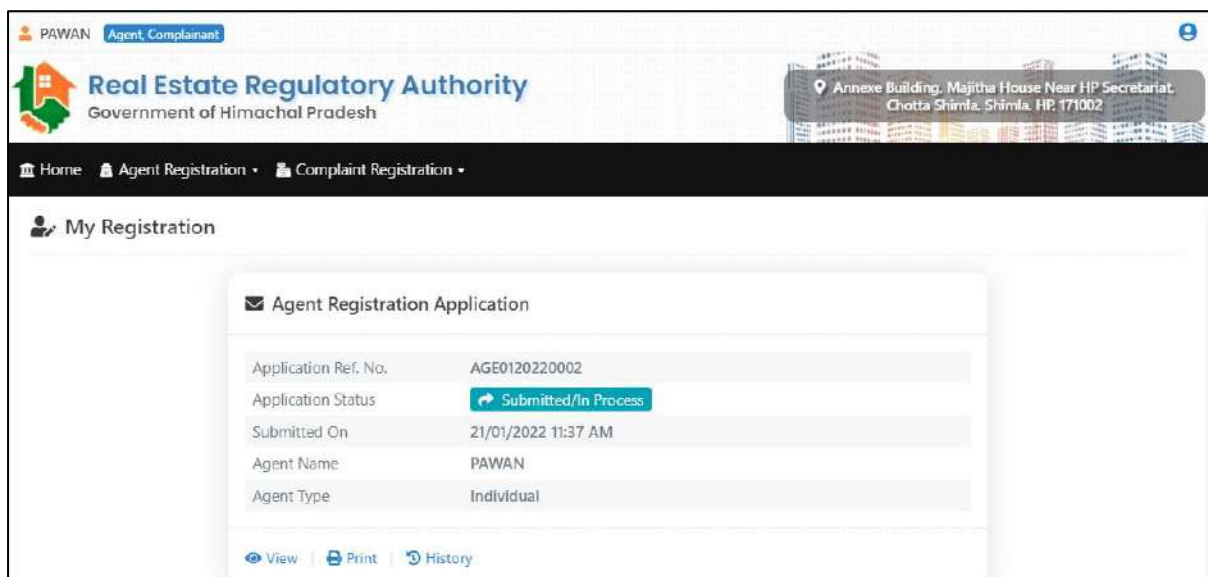 PAWAN Agent, Complainant
Real Estate Regulatory Authority
Government of Himachal Pradesh
Annexe Building, Majitha House Near HP Secretariat,
Chotta Shimla, Shimla, HP, 171002
Home Agent Registration Complaint Registration
My Registration
Agent Registration Application
Application Ref. No. AGE0120220002
Application Status Submitted/In Process
Submitted On 21/01/2022 11:37 AM
Agent Name PAWAN
Agent Type Individual
View Print History